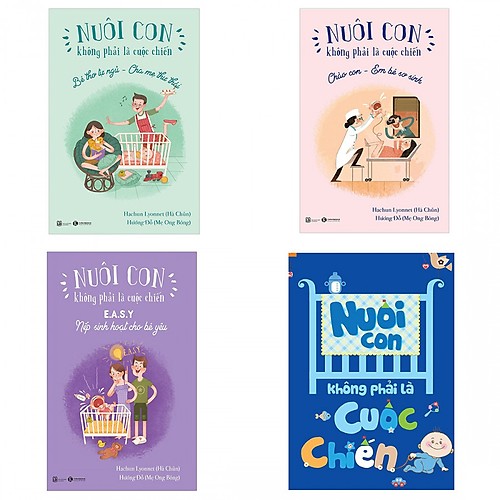 NUÔI CON
không phải là cuộc chiến
Bé thơ tự ngủ - Cha mẹ thư thái
Hachun Lyonnet (Hà Chũn)
Hương Đỗ (Mẹ Ong Bông)
NUÔI CON
không phải là cuộc chiến
Chào con - Em bé sơ sinh
Hachun Lyonnet (Hà Chũn)
Hương Đỗ (Mẹ Ong Bông)
NUÔI CON
không phải là cuộc chiến
E.A.S.Y
Nếp sinh hoạt cho bé yêu
E.A.S.Y.
Hachun Lyonnet (Hà Chũn)
Hương Đỗ (Mẹ Ong Bông)
Nuôi
con
không phải là
Cuộc
Chiến